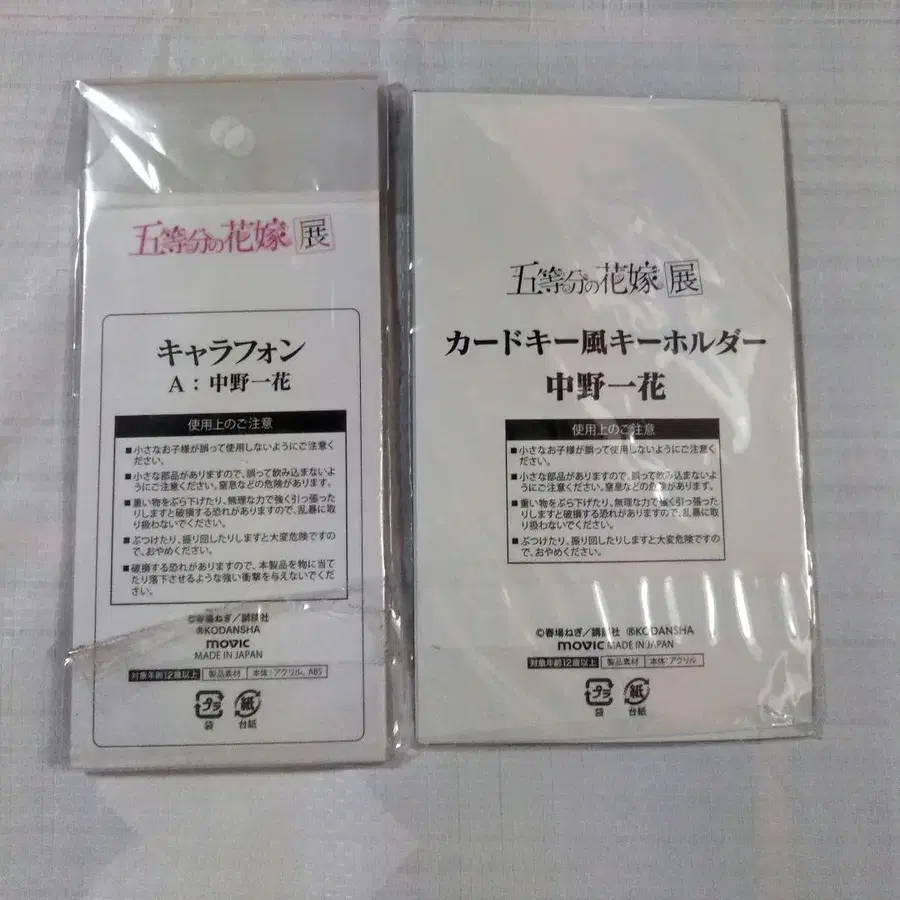 五等分の花嫁 展
キャラフォン
A：中野一花
使用上のご注意
■小さなお子様が誤って使用しないようにご注意く
ださい。
■小さな部品がありますので、誤って飲み込まないよ
うにご注意ください。窒息などの危険があります。
■重い物をぶら下げたり、無理な力で強く引っ張った
りしますと破損する恐れがありますので、乱暴に取
り扱わないでください。
■ぶつけたり、振り回したりしますと大変危険ですの
で、おやめください。
■破損する恐れがありますので、本製品を物に当て
たり落下させるような強い衝撃を与えないでくだ
さい。
©春場ねぎ／講談社
®KODANSHA
movic
MADE IN JAPAN
対象年齢12歳以上 製品素材 本体：アクリル、ABS
プラ 紙
袋 台紙
五等分の花嫁 展
カードキー風キーホルダー
中野一花
使用上のご注意
■小さなお子様が誤って使用しないようにご注意く
ださい。
■小さな部品がありますので、誤って飲み込まないよ
うにご注意ください。窒息などの危険があります。
■重い物をぶら下げたり、無理な力で強く引っ張った
りしますと破損する恐れがありますので、乱暴に取
り扱わないでください。
■ぶつけたり、振り回したりしますと大変危険ですの
で、おやめください。
©春場ねぎ／講談社 ®KODANSHA
movic MADE IN JAPAN
対象年齢12歳以上 製品素材 本体：アクリル
プラ 紙
袋 台紙